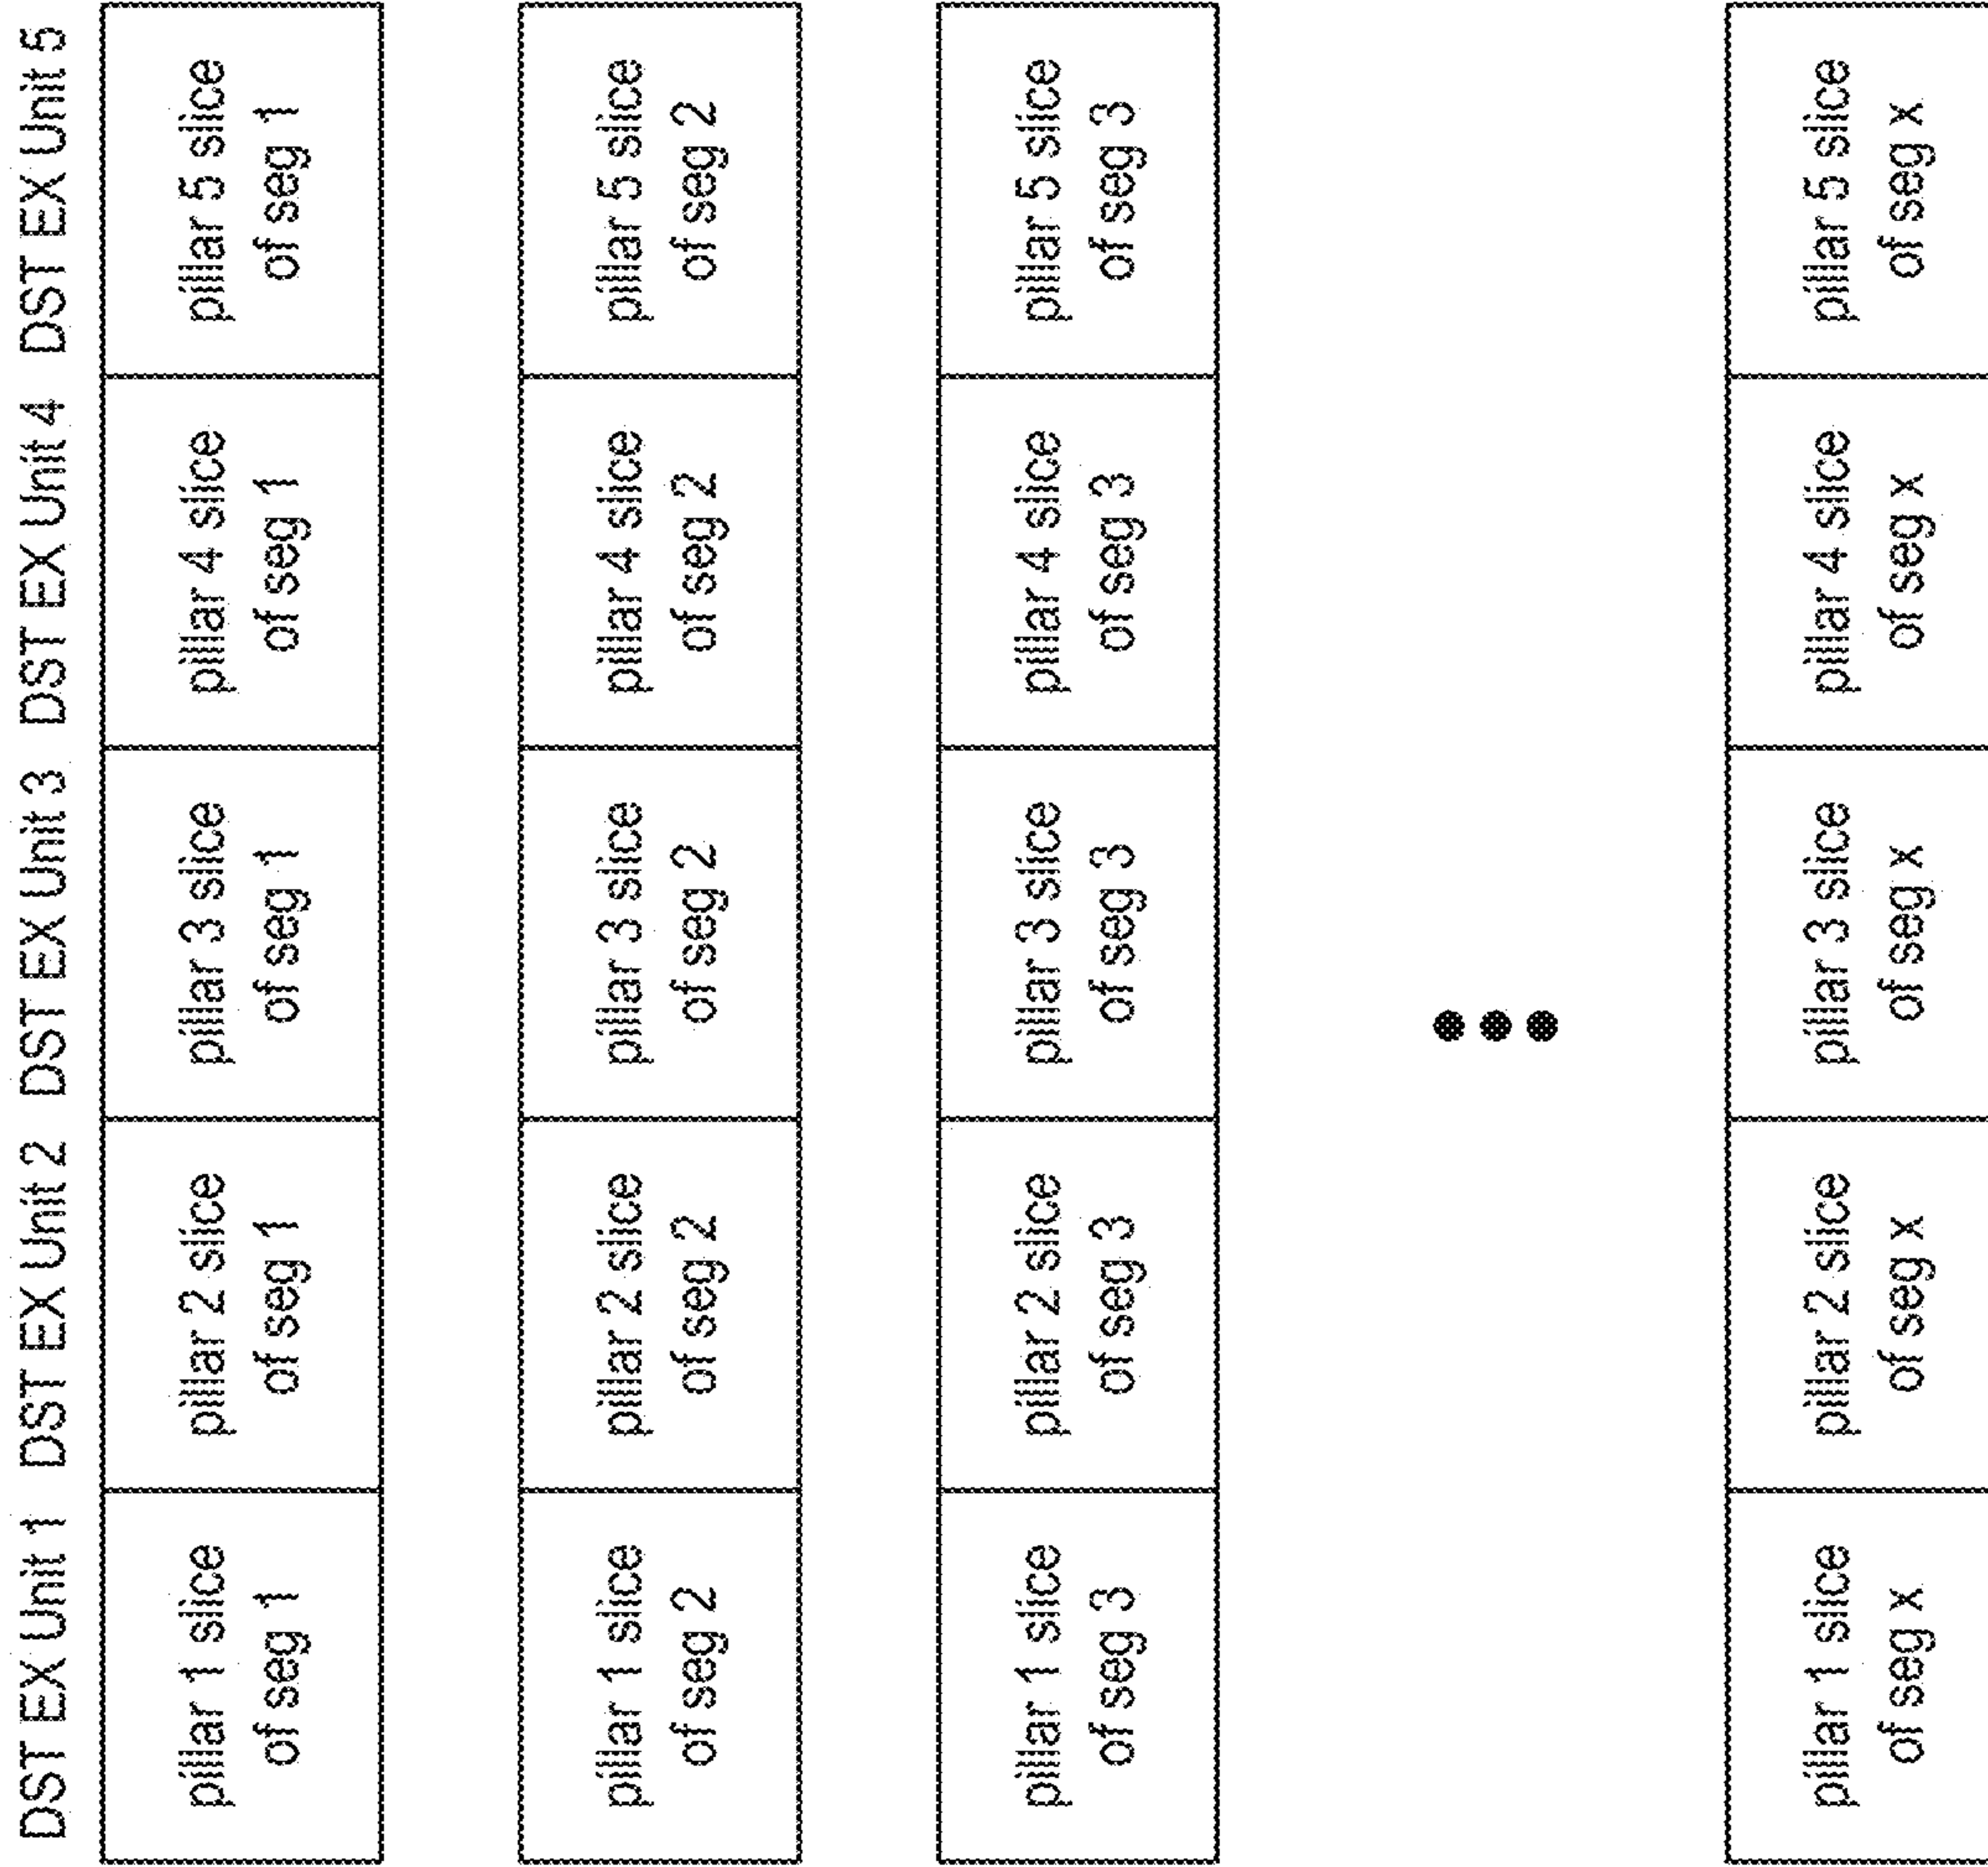 DST EX Unit 1 DST EX Unit 2 DST EX Unit 3 DST EX Unit 4 DST EX Unit 5
pillar 1 slice
of seg 1
pillar 2 slice
of seg 1
pillar 3 slice
of seg 1
pillar 4 slice
of seg 1
pillar 5 slice
of seg 1
pillar 1 slice
of seg 2
pillar 2 slice
of seg 2
pillar 3 slice
of seg 2
pillar 4 slice
of seg 2
pillar 5 slice
of seg 2
pillar 1 slice
of seg 3
pillar 2 slice
of seg 3
pillar 3 slice
of seg 3
pillar 4 slice
of seg 3
pillar 5 slice
of seg 3
pillar 1 slice
of seg x
pillar 2 slice
of seg x
pillar 3 slice
of seg x
pillar 4 slice
of seg x
pillar 5 slice
of seg x